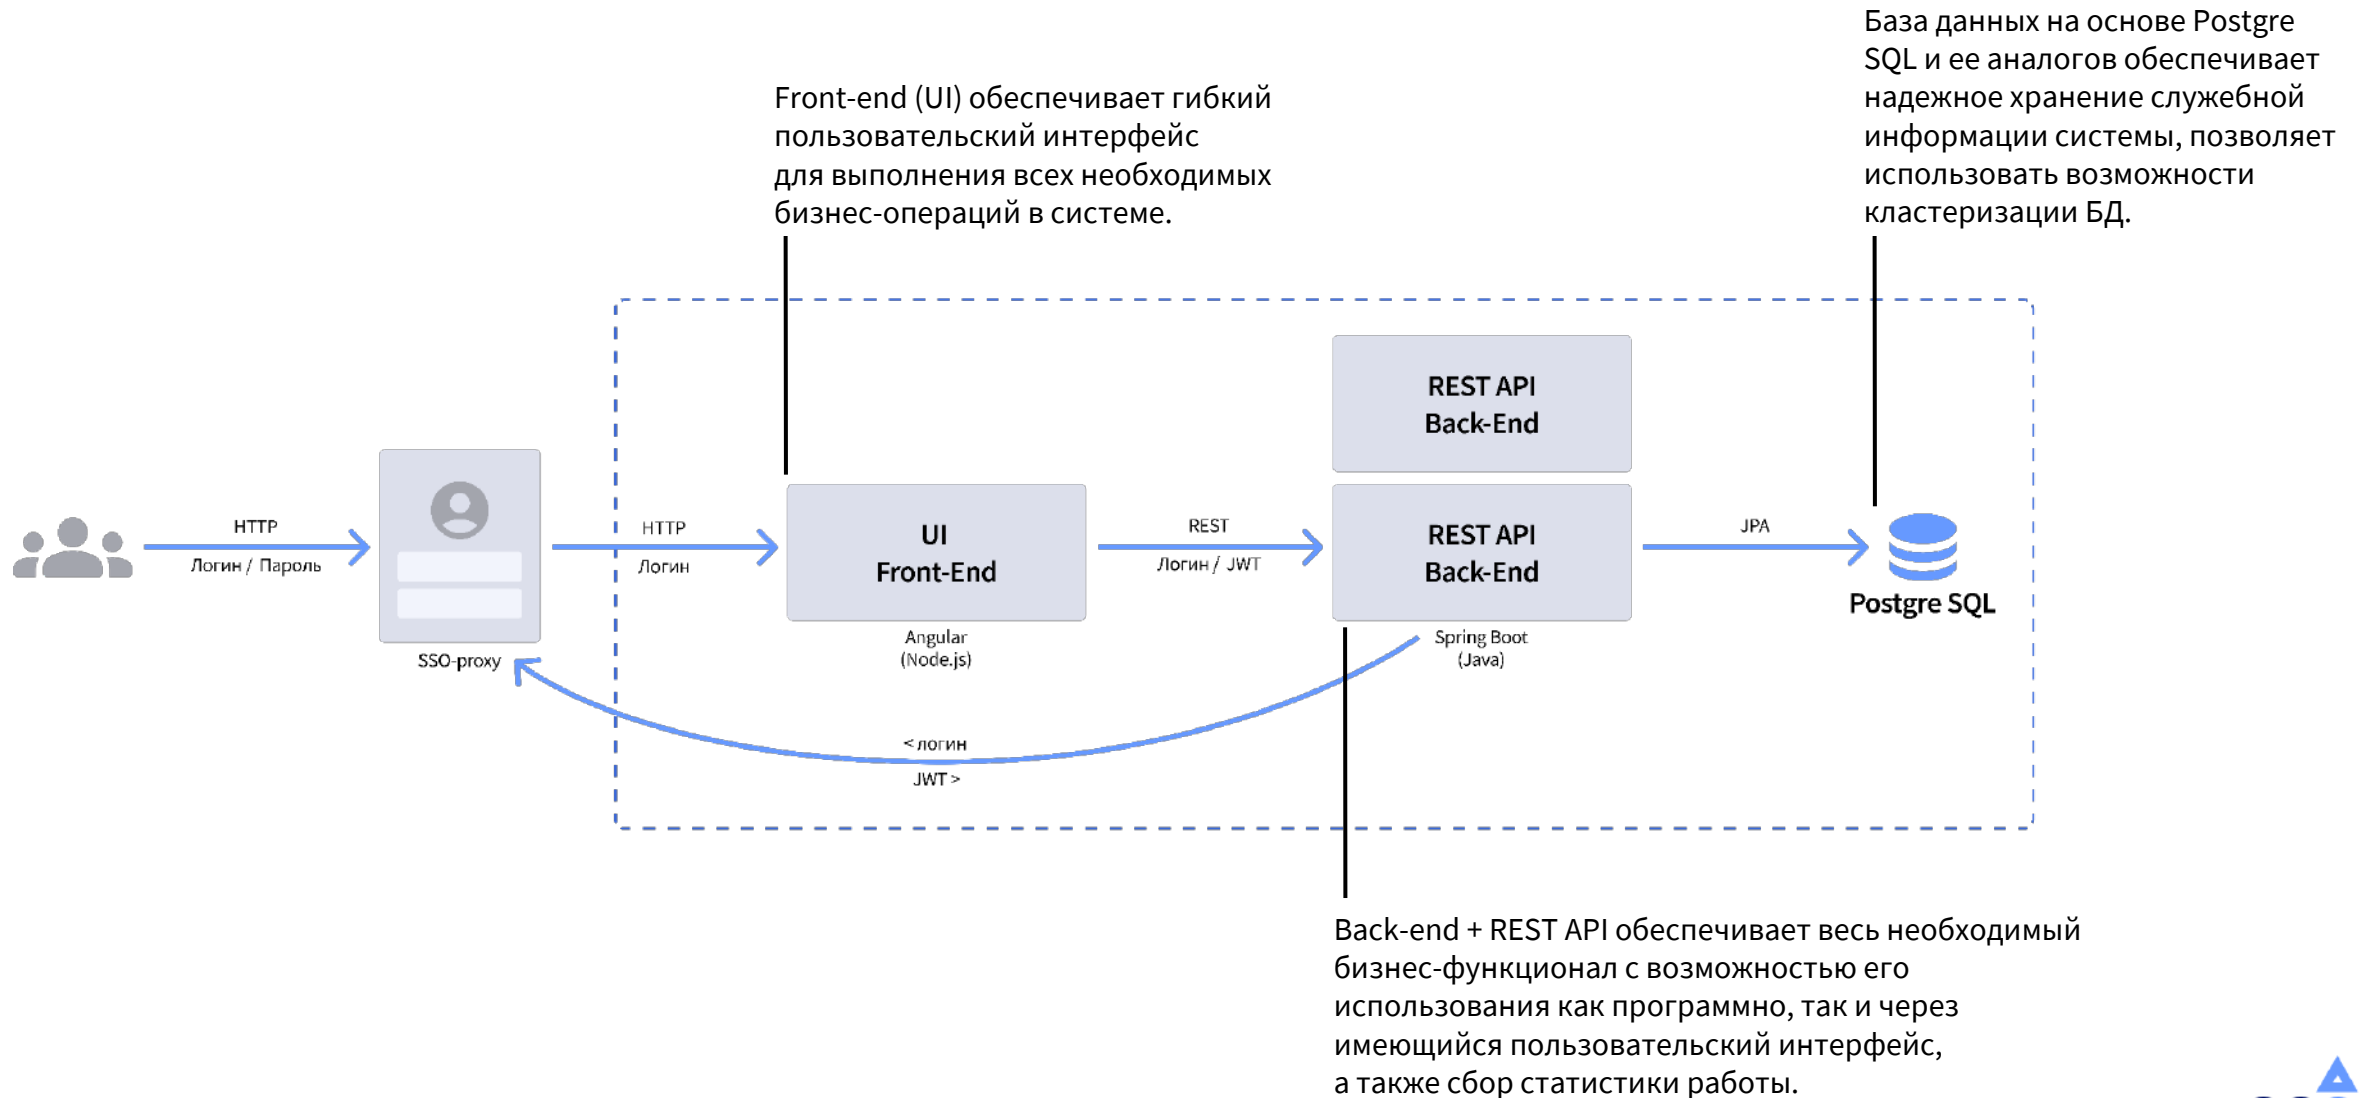 База данных на основе Postgre
SQL и ее аналогов обеспечивает
надежное хранение служебной
информации системы, позволяет
использовать возможности
кластеризации БД.
Front-end (UI) обеспечивает гибкий
пользовательский интерфейс
для выполнения всех необходимых
бизнес-операций в системе.
REST API
Back-End
HTTP
Логин / Пароль
SSO-proxy
HTTP
Логин
UI
Front-End
Angular
(Node.js)
REST
Логин / JWT
REST API
Back-End
Spring Boot
(Java)
JPA
Postgre SQL
< логин
JWT >
Back-end + REST API обеспечивает весь необходимый
бизнес-функционал с возможностью его
использования как программно, так и через
имеющийся пользовательский интерфейс,
а также сбор статистики работы.